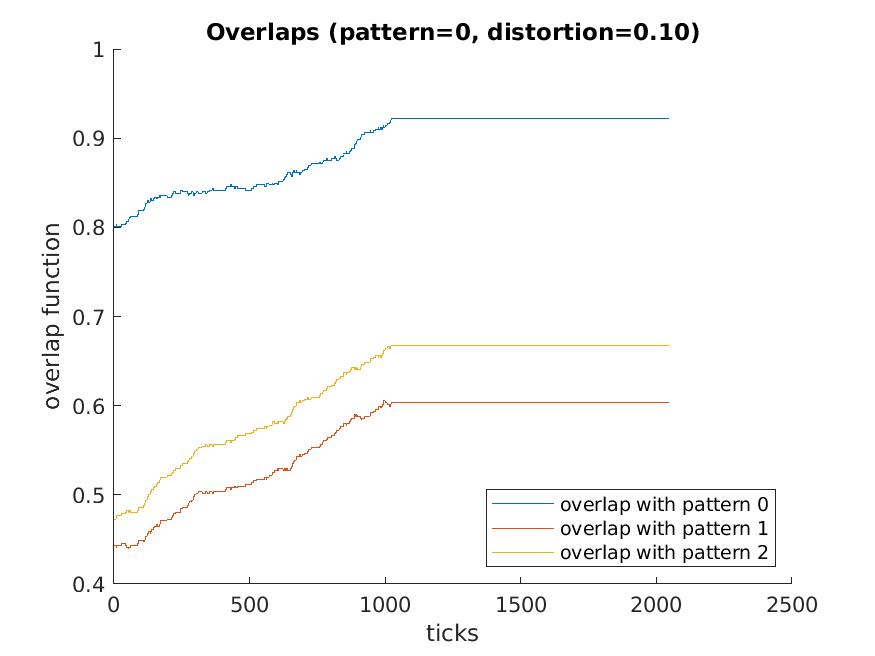 Overlaps (pattern=0, distortion=0.10)
1
0.9
0.8
0.7
0.6
0.5
0.4
overlap function
0
500
1000
1500
2000
2500
ticks
overlap with pattern 0
overlap with pattern 1
overlap with pattern 2